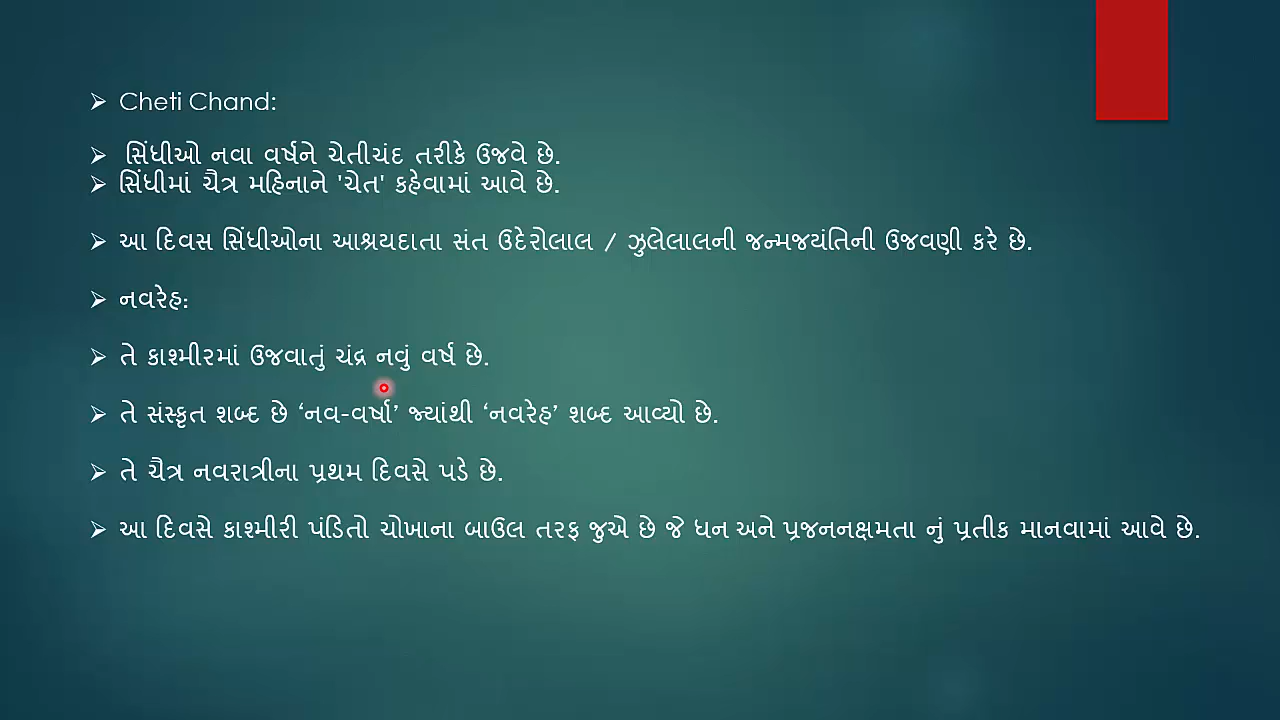 Cheti Chand:
સિંધીઓ નવા વર્ષને ચેતીચંદ તરીકે ઉજવે છે.
સિંધીમાં ચૈત્ર મહિનાને 'ચેત' કહેવામાં આવે છે.
આ દિવસ સિંધીઓના આશ્રયદાતા સંત ઉદેરોલાલ / ઝુલેલાલની જન્મજયંતિની ઉજવણી કરે છે.
નવરેહ:
તે કાશ્મીરમાં ઉજવાતું ચંદ્ર નવું વર્ષ છે.
તે સંસ્કૃત શબ્દ છે ‘નવ-વર્ષા’ જ્યાંથી ‘નવરેહ’ શબ્દ આવ્યો છે.
તે ચૈત્ર નવરાત્રીના પ્રથમ દિવસે પડે છે.
આ દિવસે કાશ્મીરી પંડિતો ચોખાના બાઉલ તરફ જુએ છે જે ધન અને પ્રજનનક્ષમતા નું પ્રતીક માનવામાં આવે છે.